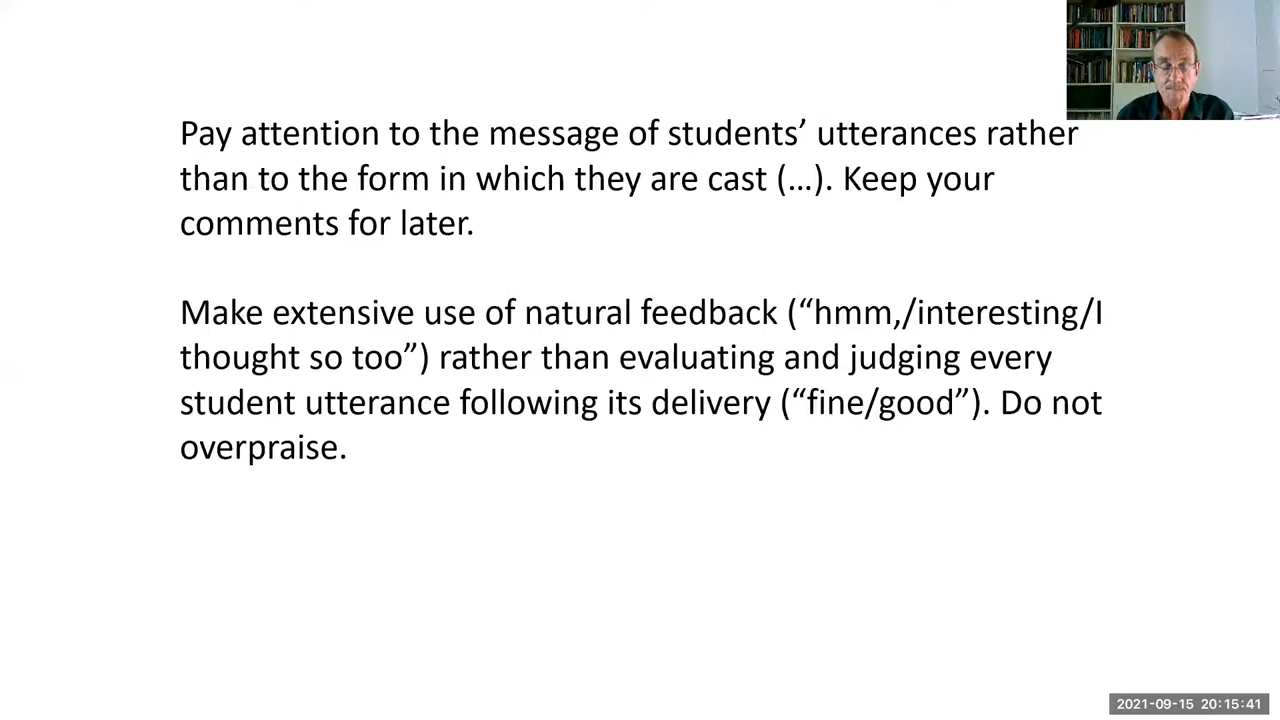 Pay attention to the message of students’ utterances rather
than to the form in which they are cast (…). Keep your
comments for later.
Make extensive use of natural feedback (“hmm,/interesting/I
thought so too”) rather than evaluating and judging every
student utterance following its delivery (“fine/good”). Do not
overpraise.
2021-09-15 20:15:41